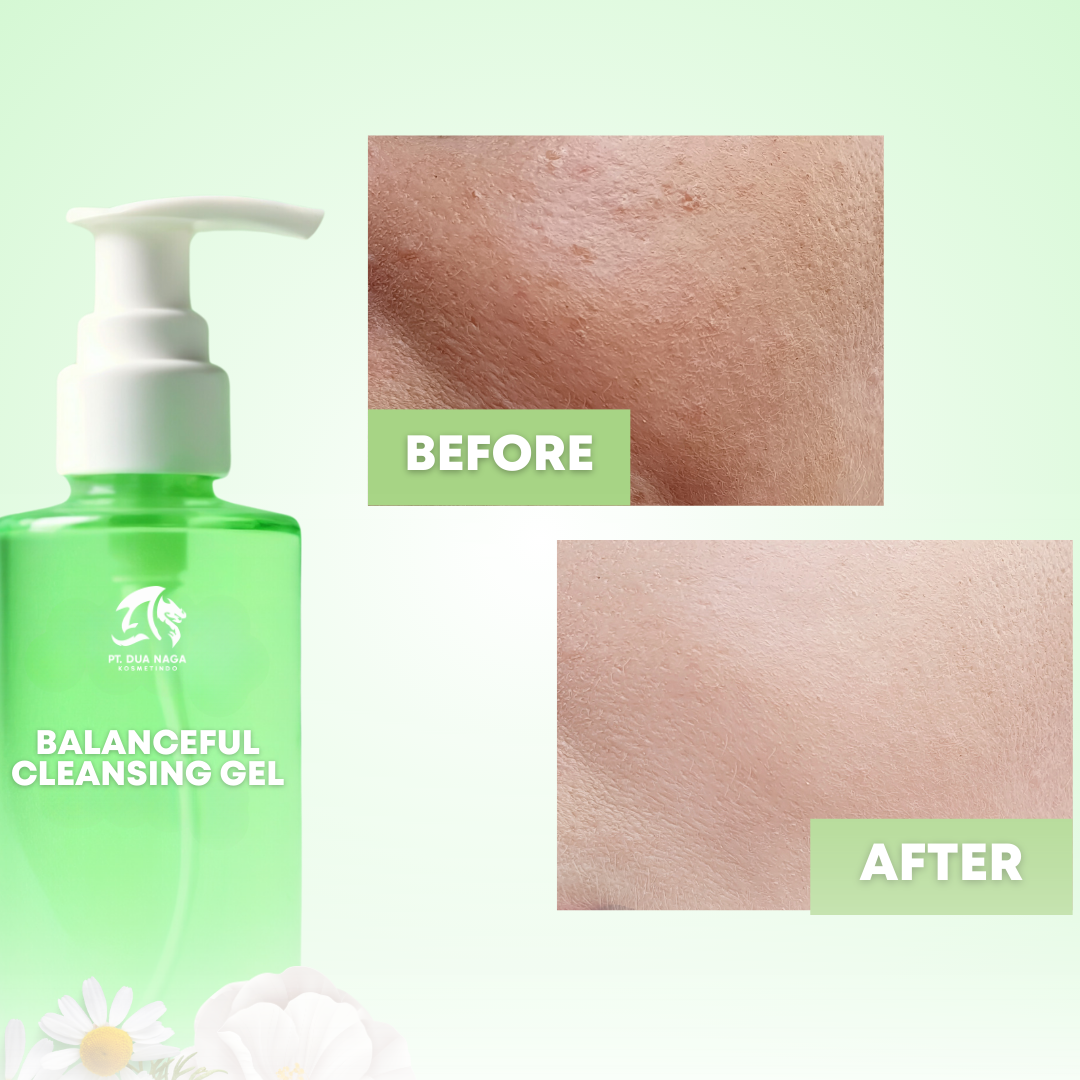 BEFORE
PT. DUA NAGA
KOSMETINDO
BALANCEFUL
CLEANSING GEL
AFTER